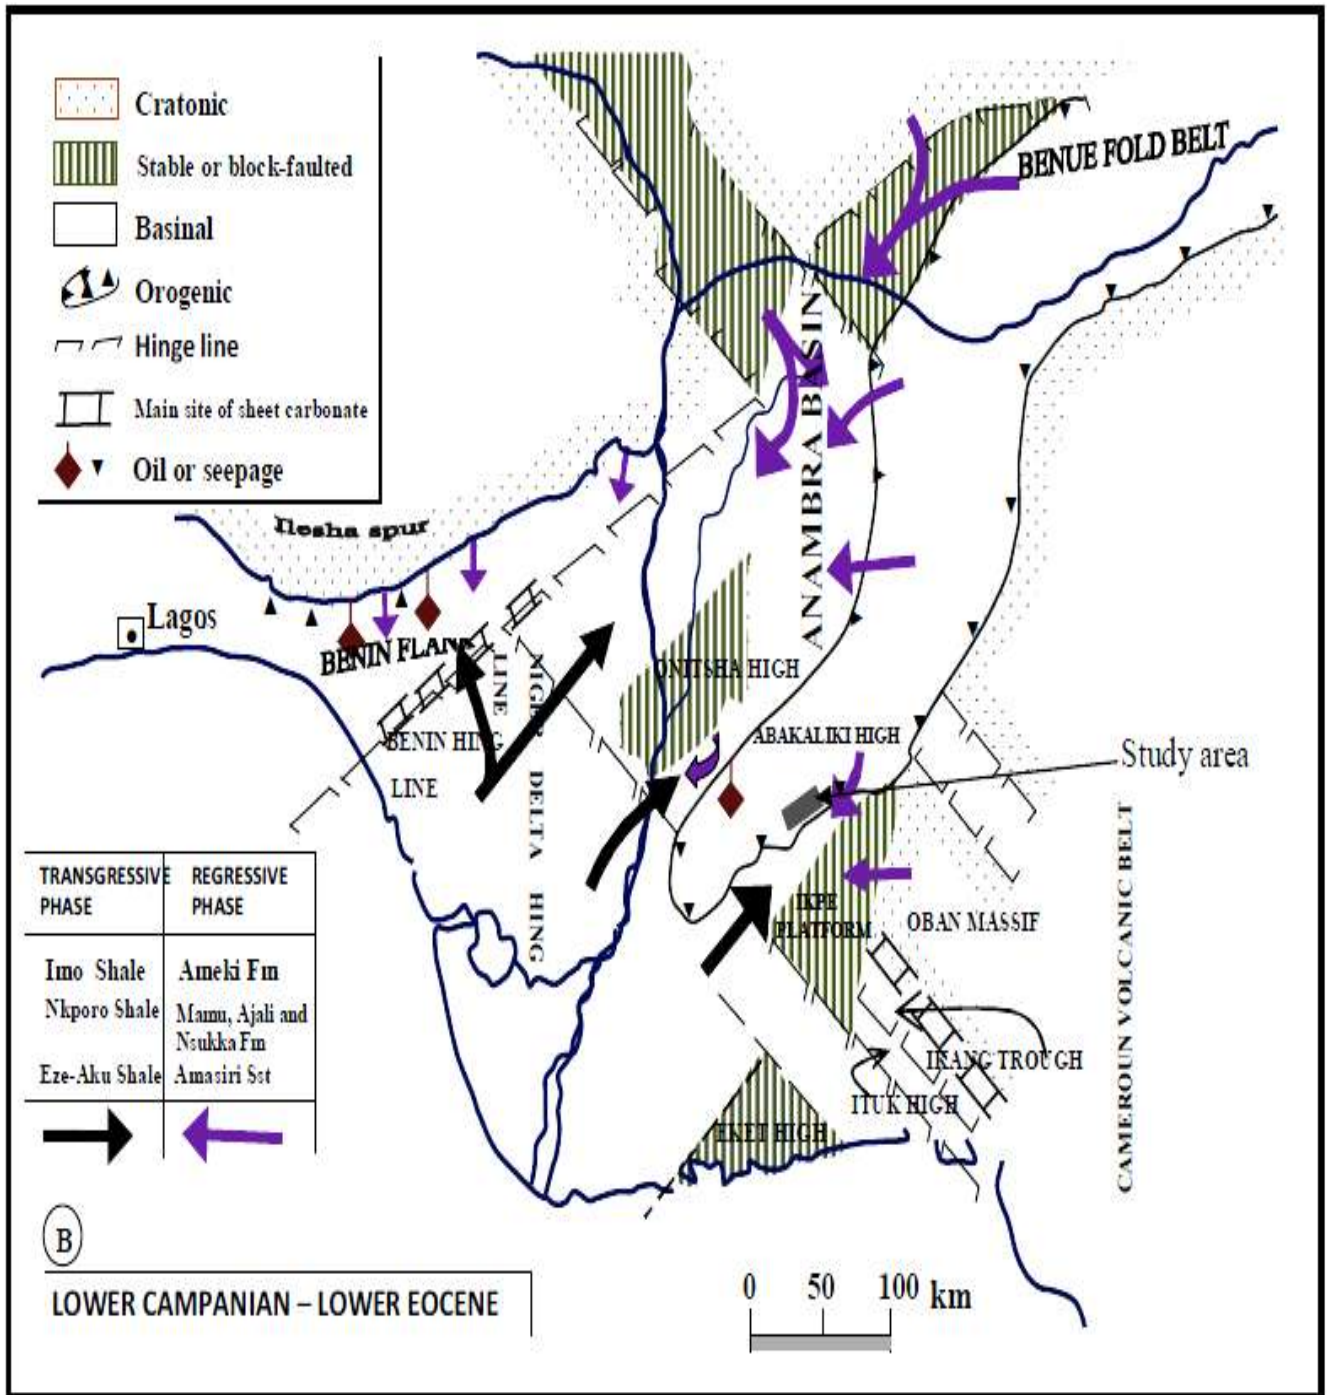 Cratonic
Stable or block-faulted
Basinal
Orogenic
Hinge line
Main site of sheet carbonate
Oil or seepage
BENUE FOLD BELT
ANAMBRA BASIN
Ilesha spur
Lagos
BENIN FLANK
NIGER DELTA HING
LINE
ONITSHA HIGH
BENIN HING
LINE
ABAKALIKI HIGH
Study area
TRANSGRESSIVE PHASE
REGRESSIVE PHASE
Imo Shale
Ameki Fm
Nkporo Shale
Mamu, Ajali and
Nsukka Fm
Eze-Aku Shale
Amasiri Sst
IKPE
PLATFORM
OBAN MASSIF
CAMEROUN VOLCANIC BELT
IKANG TROUGH
ITUK HIGH
EKET HIGH
B
LOWER CAMPANIAN – LOWER EOCENE
0 50 100 km